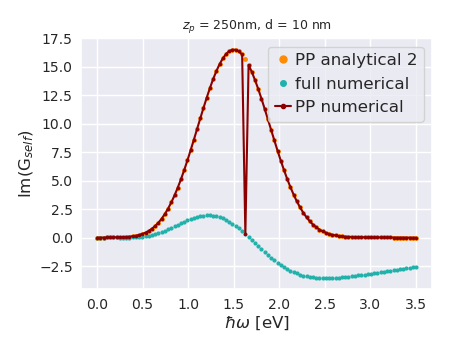 z_p = 250nm, d = 10 nm
17.5
15.0
12.5
10.0
7.5
5.0
2.5
0.0
−2.5
Im(G_self)
PP analytical 2
full numerical
PP numerical
0.0 0.5 1.0 1.5 2.0 2.5 3.0 3.5
ℏω [eV]